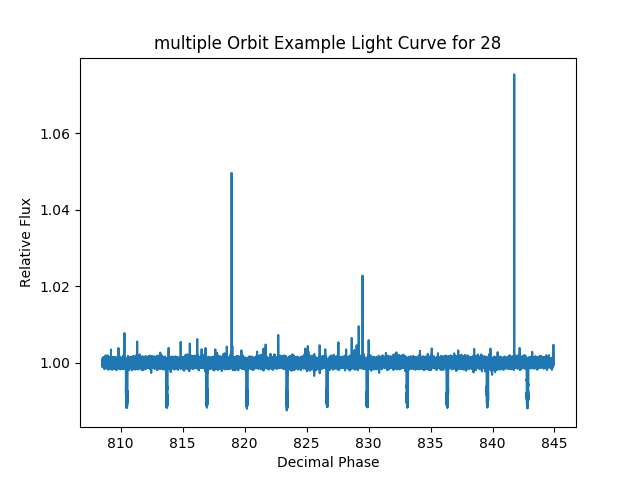 multiple Orbit Example Light Curve for 28
Relative Flux
1.06
1.04
1.02
1.00
810 815 820 825 830 835 840 845
Decimal Phase